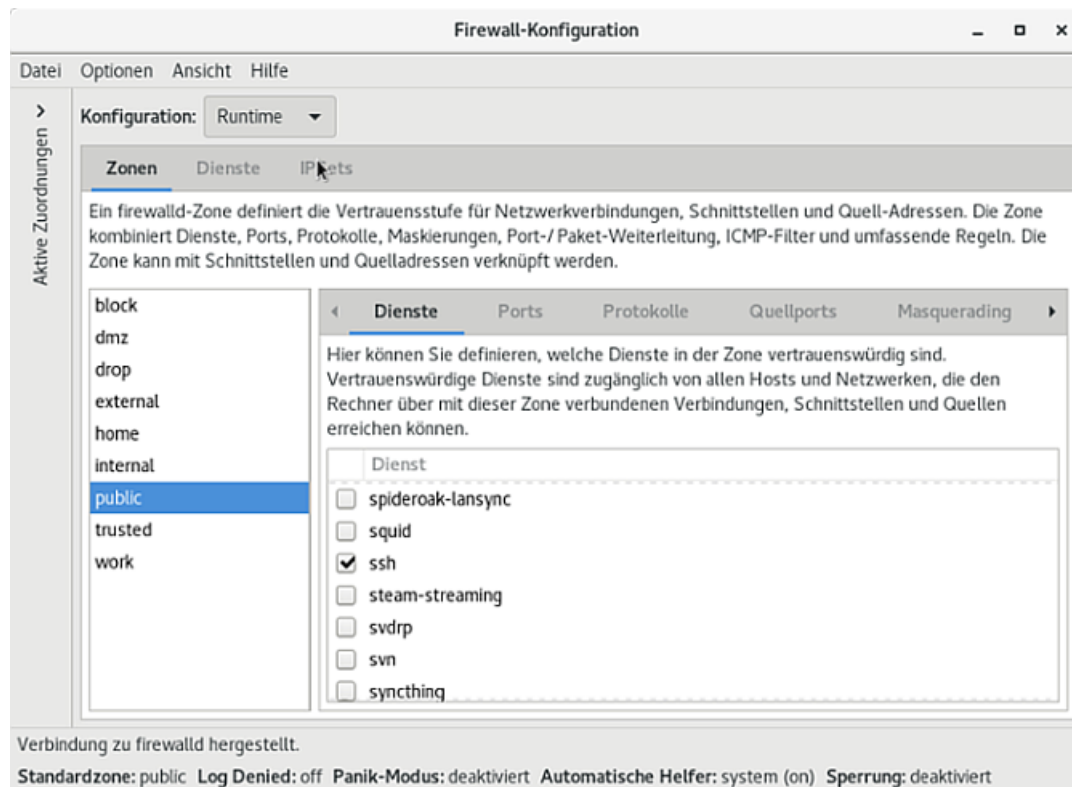 Firewall-Konfiguration
Datei Optionen Ansicht Hilfe
Aktive Zuordnungen
Konfiguration: Runtime
Zonen Dienste IPSets
Ein firewalld-Zone definiert die Vertrauensstufe für Netzwerkverbindungen, Schnittstellen und Quell-Adressen. Die Zone
kombiniert Dienste, Ports, Protokolle, Maskierungen, Port-/ Paket-Weiterleitung, ICMP-Filter und umfassende Regeln. Die
Zone kann mit Schnittstellen und Quelladressen verknüpft werden.
block
dmz
drop
external
home
internal
public
trusted
work
Dienste Ports Protokolle Quellports Masquerading
Hier können Sie definieren, welche Dienste in der Zone vertrauenswürdig sind.
Vertrauenswürdige Dienste sind zugänglich von allen Hosts und Netzwerken, die den
Rechner über mit dieser Zone verbundenen Verbindungen, Schnittstellen und Quellen
erreichen können.
Dienst
spideroak-lansync
squid
ssh
steam-streaming
svdrp
svn
syncthing
Verbindung zu firewalld hergestellt.
Standardzone: public Log Denied: off Panik-Modus: deaktiviert Automatische Helfer: system (on) Sperrung: deaktiviert